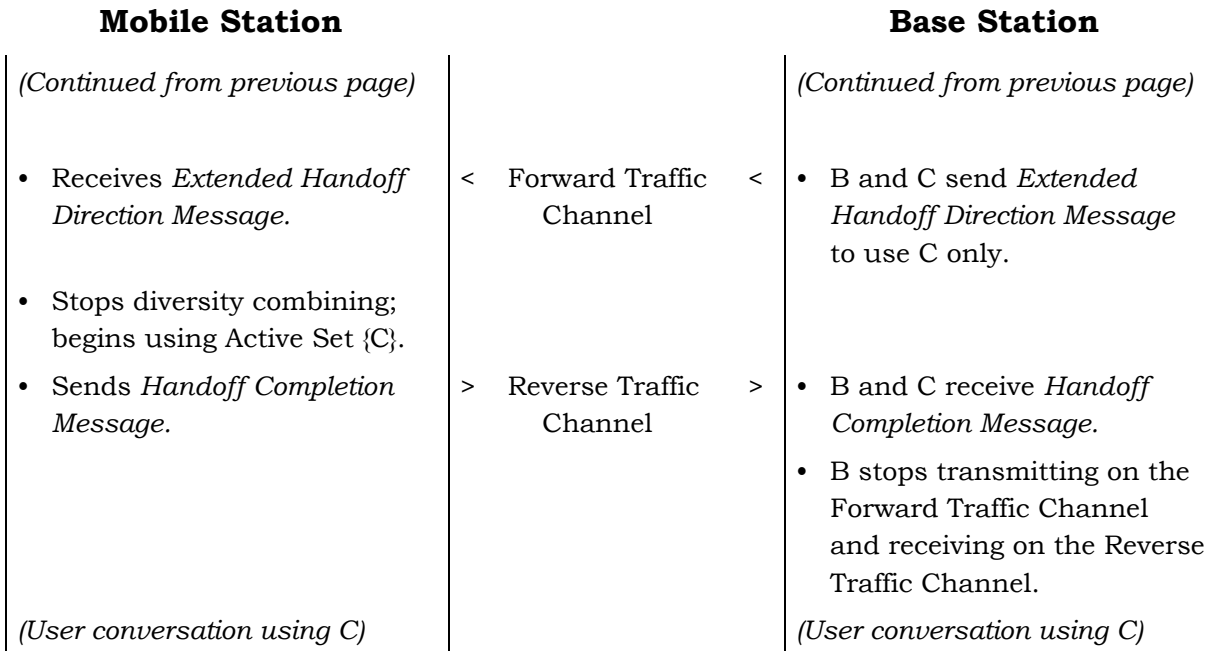 Mobile Station
Base Station
(Continued from previous page)
(Continued from previous page)
• Receives Extended Handoff
Direction Message.
< Forward Traffic <
Channel
• B and C send Extended
Handoff Direction Message
to use C only.
• Stops diversity combining;
begins using Active Set {C}.
• Sends Handoff Completion
Message.
> Reverse Traffic >
Channel
• B and C receive Handoff
Completion Message.
• B stops transmitting on the
Forward Traffic Channel
and receiving on the Reverse
Traffic Channel.
(User conversation using C)
(User conversation using C)